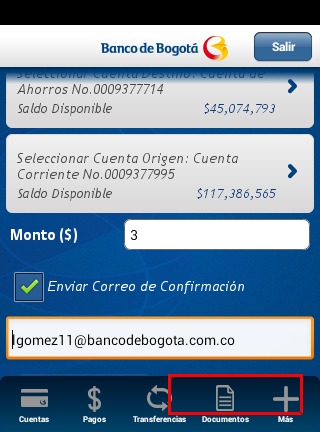 Banco de Bogotá
Salir
Seleccionar Cuenta Destino: Cuenta de
Ahorros No.0009377714
Saldo Disponible $45,074,793
Seleccionar Cuenta Origen: Cuenta
Corriente No.0009377995
Saldo Disponible $117,386,565
Monto ($) 3
Enviar Correo de Confirmación
lgomez11@bancodebogota.com.co
Cuentas Pagos Transferencias Documentos Más